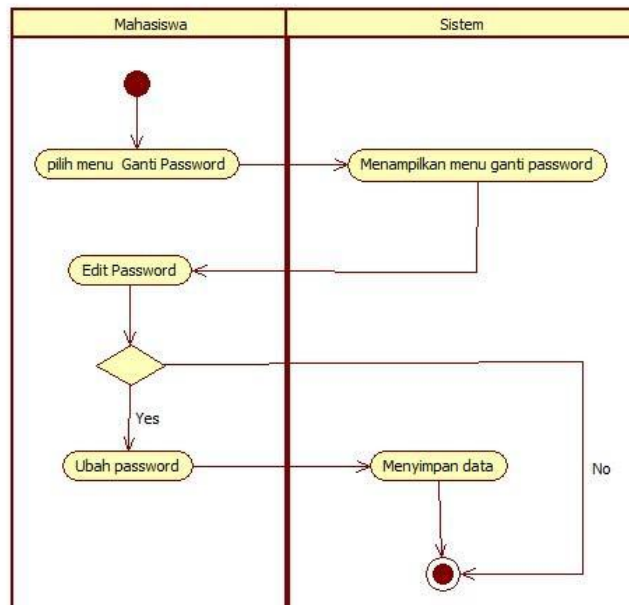 Mahasiswa
Sistem
pilih menu Ganti Password
Menampilkan menu ganti password
Edit Password
Yes
Ubah password
Menyimpan data
No